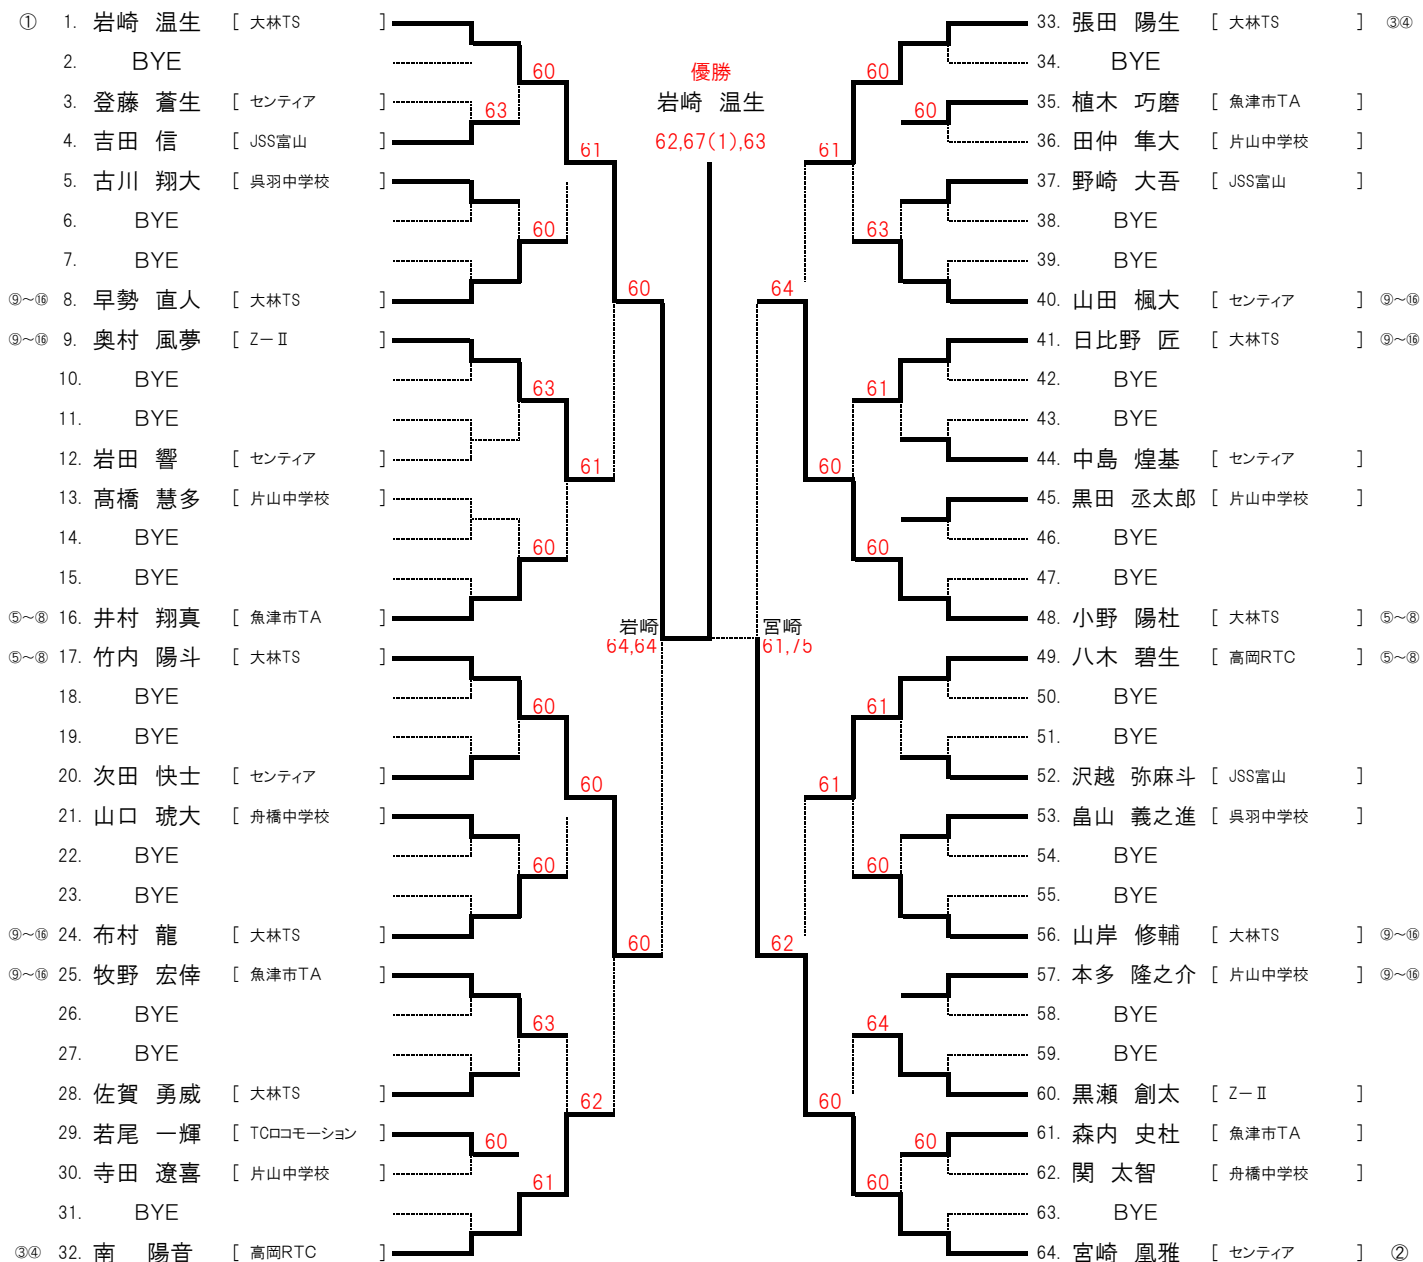 ① 1. 岩崎 温生 [ 大林TS ]
2. BYE
3. 登藤 蒼生 [ センティア ]
4. 吉田 信 [ JSS富山 ]
5. 古川 翔大 [ 呉羽中学校 ]
6. BYE
7. BYE
⑨～⑯ 8. 早勢 直人 [ 大林TS ]
⑨～⑯ 9. 奥村 風夢 [ Z－Ⅱ ]
10. BYE
11. BYE
12. 岩田 響 [ センティア ]
13. 髙橋 慧多 [ 片山中学校 ]
14. BYE
15. BYE
⑤～⑧ 16. 井村 翔真 [ 魚津市TA ]
⑤～⑧ 17. 竹内 陽斗 [ 大林TS ]
18. BYE
19. BYE
20. 次田 快士 [ センティア ]
21. 山口 琥大 [ 舟橋中学校 ]
22. BYE
23. BYE
⑨～⑯ 24. 布村 龍 [ 大林TS ]
⑨～⑯ 25. 牧野 宏倖 [ 魚津市TA ]
26. BYE
27. BYE
28. 佐賀 勇威 [ 大林TS ]
29. 若尾 一輝 [ TCロコモーション ]
30. 寺田 遼喜 [ 片山中学校 ]
31. BYE
③④ 32. 南 陽音 [ 高岡RTC ]
63
60
60
60
63
60
60
60
63
60
61
61
61
60
62
60
60
岩崎
64,64
優勝
岩崎 温生
62,67(1),63
宮崎
61,75
64
62
61
60
61
60
60
63
61
60
61
60
64
60
60
60
33. 張田 陽生 [ 大林TS ] ③④
34. BYE
35. 植木 巧磨 [ 魚津市TA ]
36. 田仲 隼大 [ 片山中学校 ]
37. 野崎 大吾 [ JSS富山 ]
38. BYE
39. BYE
40. 山田 楓大 [ センティア ] ⑨～⑯
41. 日比野 匠 [ 大林TS ] ⑨～⑯
42. BYE
43. BYE
44. 中島 煌基 [ センティア ]
45. 黒田 丞太郎 [ 片山中学校 ]
46. BYE
47. BYE
48. 小野 陽杜 [ 大林TS ] ⑤～⑧
49. 八木 碧生 [ 高岡RTC ] ⑤～⑧
50. BYE
51. BYE
52. 沢越 弥麻斗 [ JSS富山 ]
53. 畠山 義之進 [ 呉羽中学校 ]
54. BYE
55. BYE
56. 山岸 修輔 [ 大林TS ] ⑨～⑯
57. 本多 隆之介 [ 片山中学校 ] ⑨～⑯
58. BYE
59. BYE
60. 黒瀬 創太 [ Z－Ⅱ ]
61. 森内 史杜 [ 魚津市TA ]
62. 関 太智 [ 舟橋中学校 ]
63. BYE
64. 宮崎 凰雅 [ センティア ] ②